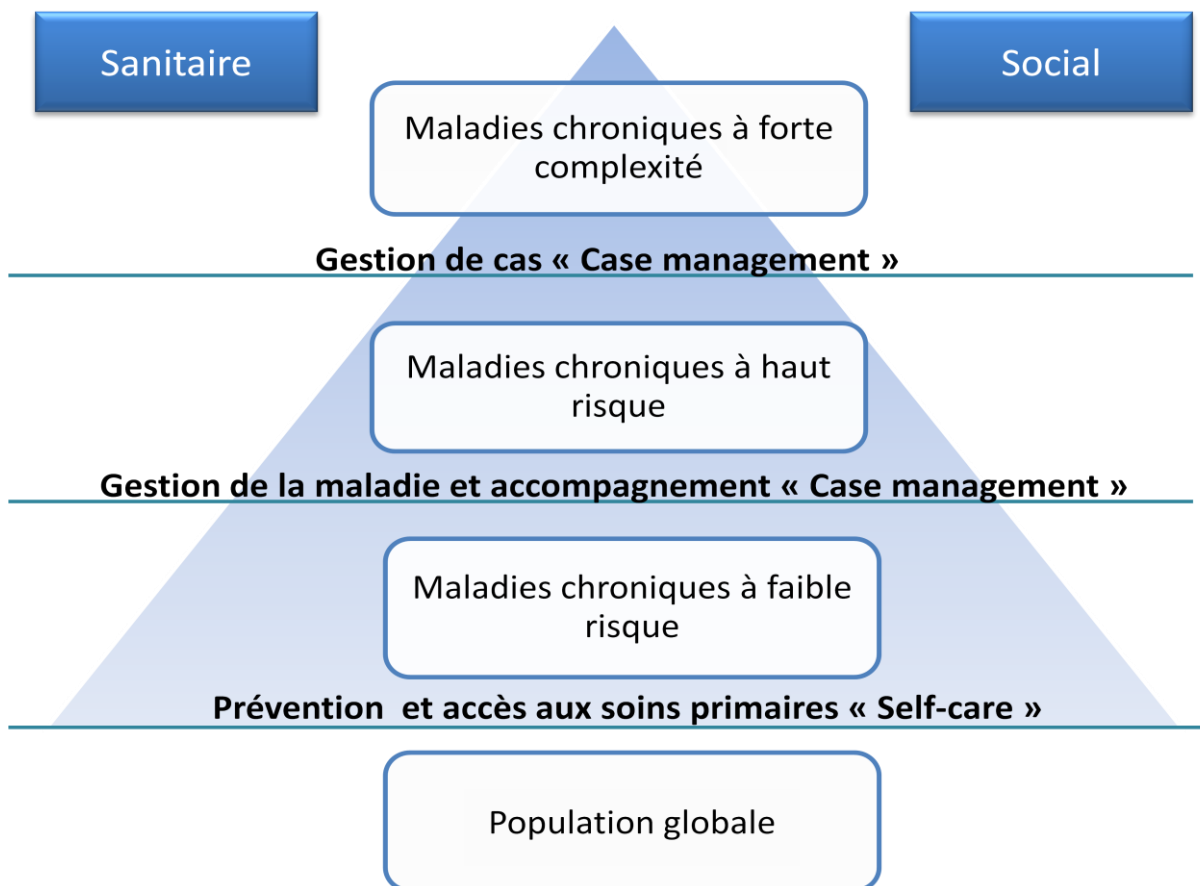 Sanitaire
Social
Maladies chroniques à forte
complexité
Gestion de cas « Case management »
Maladies chroniques à haut
risque
Gestion de la maladie et accompagnement « Case management »
Maladies chroniques à faible
risque
Prévention et accès aux soins primaires « Self-care »
Population globale